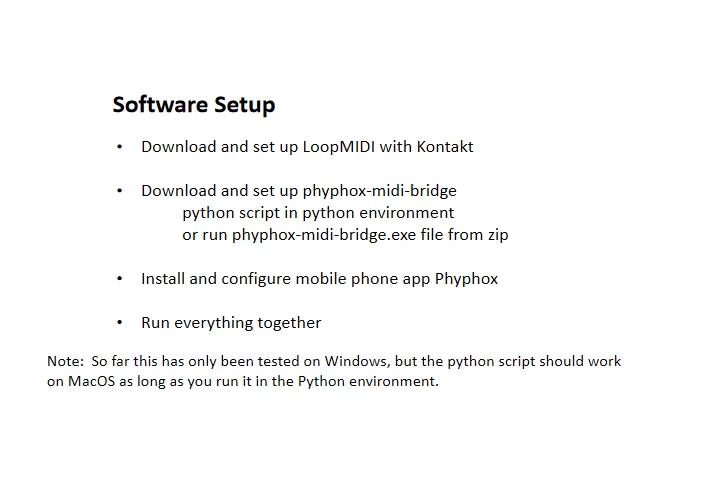 Software Setup
• Download and set up LoopMIDI with Kontakt
• Download and set up phyphox-midi-bridge
python script in python environment
or run phyphox-midi-bridge.exe file from zip
• Install and configure mobile phone app Phyphox
• Run everything together
Note:  So far this has only been tested on Windows, but the python script should work
on MacOS as long as you run it in the Python environment.